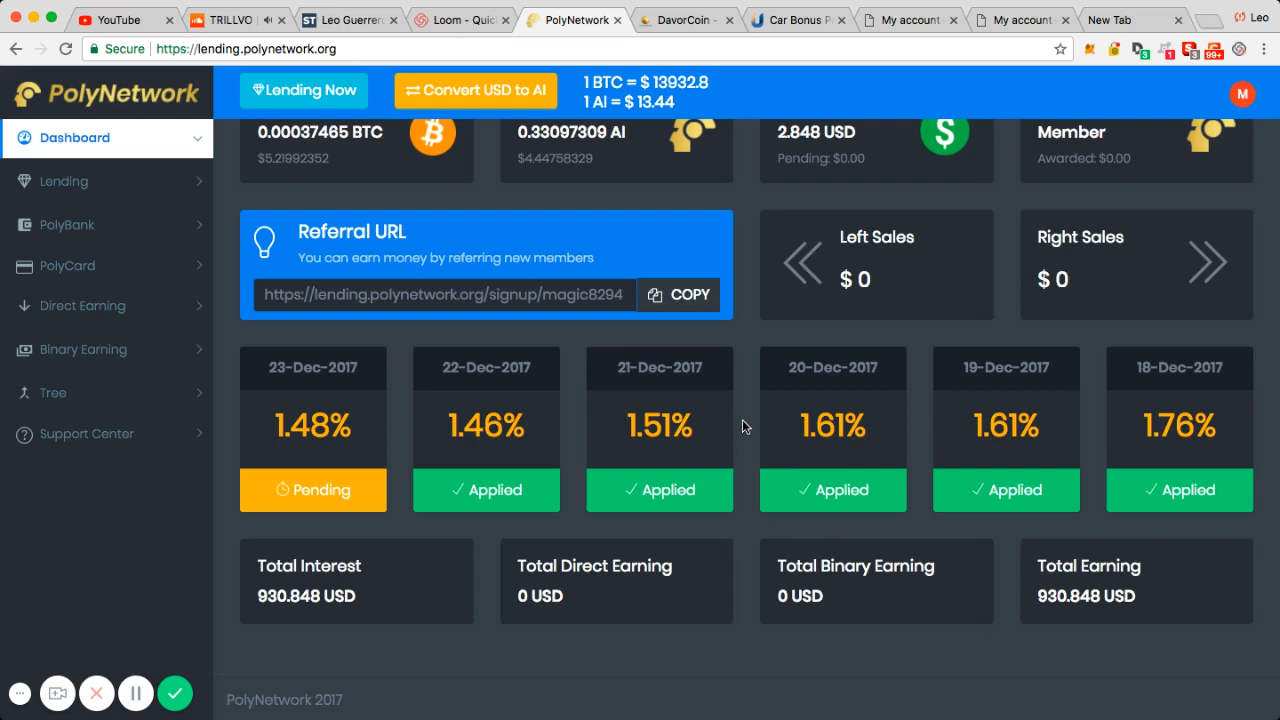 YouTube
TRILLVO
Leo Guerrero
Loom - Quic
PolyNetwork
DavorCoin -
Car Bonus P
My account
My account
New Tab
Leo
Secure
https://lending.polynetwork.org
3
1
3
99+
PolyNetwork
Lending Now
Convert USD to AI
1 BTC = $ 13932.8
1 AI = $ 13.44
M
Dashboard
Lending
PolyBank
PolyCard
Direct Earning
Binary Earning
Tree
Support Center
0.00037465 BTC
$5.21992352
0.33097309 AI
$4.44758329
2.848 USD
Pending: $0.00
Member
Awarded: $0.00
Referral URL
You can earn money by referring new members
https://lending.polynetwork.org/signup/magic8294
COPY
Left Sales
$ 0
Right Sales
$ 0
23-Dec-2017
1.48%
Pending
22-Dec-2017
1.46%
Applied
21-Dec-2017
1.51%
Applied
20-Dec-2017
1.61%
Applied
19-Dec-2017
1.61%
Applied
18-Dec-2017
1.76%
Applied
Total Interest
930.848 USD
Total Direct Earning
0 USD
Total Binary Earning
0 USD
Total Earning
930.848 USD
PolyNetwork 2017